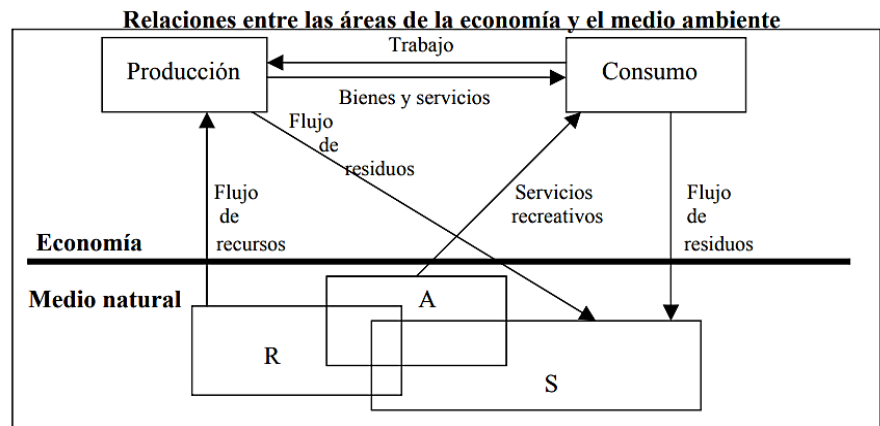 Relaciones entre las áreas de la economía y el medio ambiente
Producción
Trabajo
Consumo
Bienes y servicios
Flujo
de
residuos
Flujo
de
recursos
Servicios
recreativos
Flujo
de
residuos
Economía
Medio natural
A
R
S